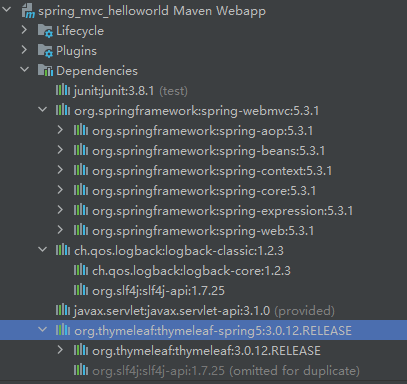 spring_mvc_helloworld Maven Webapp
Lifecycle
Plugins
Dependencies
junit:junit:3.8.1 (test)
org.springframework:spring-webmvc:5.3.1
org.springframework:spring-aop:5.3.1
org.springframework:spring-beans:5.3.1
org.springframework:spring-context:5.3.1
org.springframework:spring-core:5.3.1
org.springframework:spring-expression:5.3.1
org.springframework:spring-web:5.3.1
ch.qos.logback:logback-classic:1.2.3
ch.qos.logback:logback-core:1.2.3
org.slf4j:slf4j-api:1.7.25
javax.servlet:javax.servlet-api:3.1.0 (provided)
org.thymeleaf:thymeleaf-spring5:3.0.12.RELEASE
org.thymeleaf:thymeleaf:3.0.12.RELEASE
org.slf4j:slf4j-api:1.7.25 (omitted for duplicate)